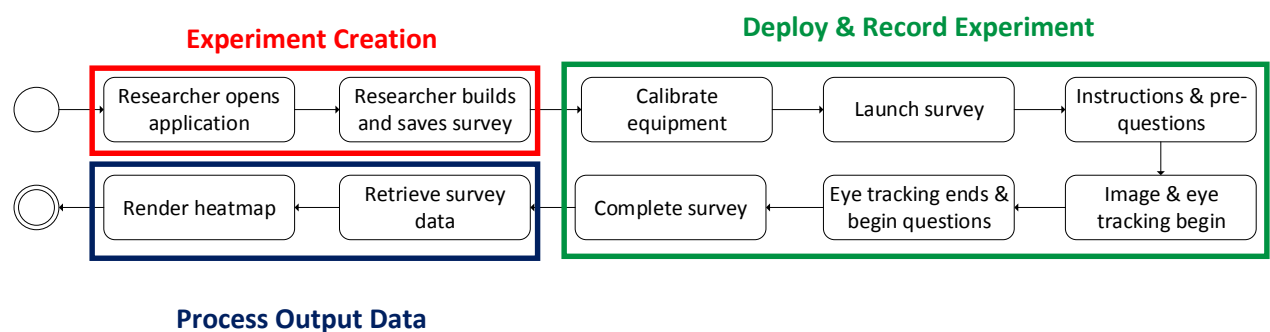 Experiment Creation
Deploy & Record Experiment
Researcher opens
application
Researcher builds
and saves survey
Calibrate
equipment
Launch survey
Instructions & pre-
questions
Render heatmap
Retrieve survey
data
Complete survey
Eye tracking ends &
begin questions
Image & eye
tracking begin
Process Output Data